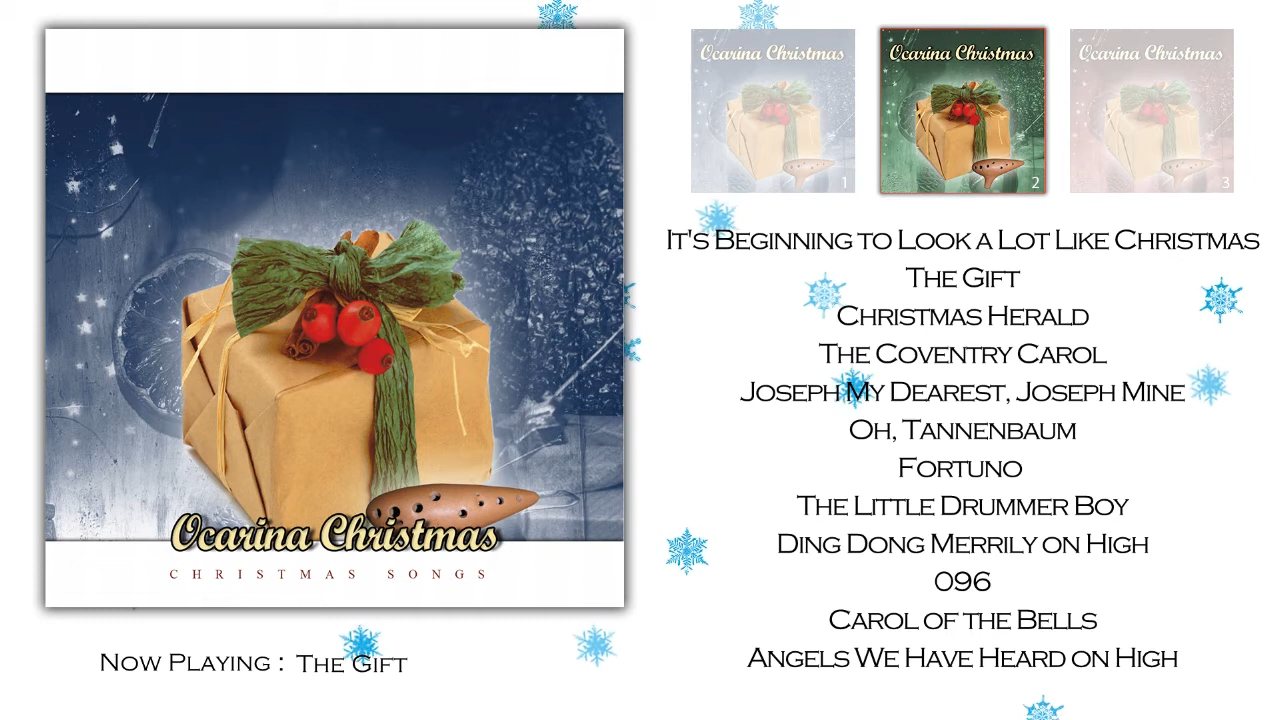 Ocarina Christmas
CHRISTMAS SONGS
Now Playing : The Gift
Ocarina Christmas
1
Ocarina Christmas
2
Ocarina Christmas
3
It's Beginning to Look a Lot Like Christmas
The Gift
Christmas Herald
The Coventry Carol
Joseph My Dearest, Joseph Mine
Oh, Tannenbaum
Fortuno
The Little Drummer Boy
Ding Dong Merrily on High
096
Carol of the Bells
Angels We Have Heard on High